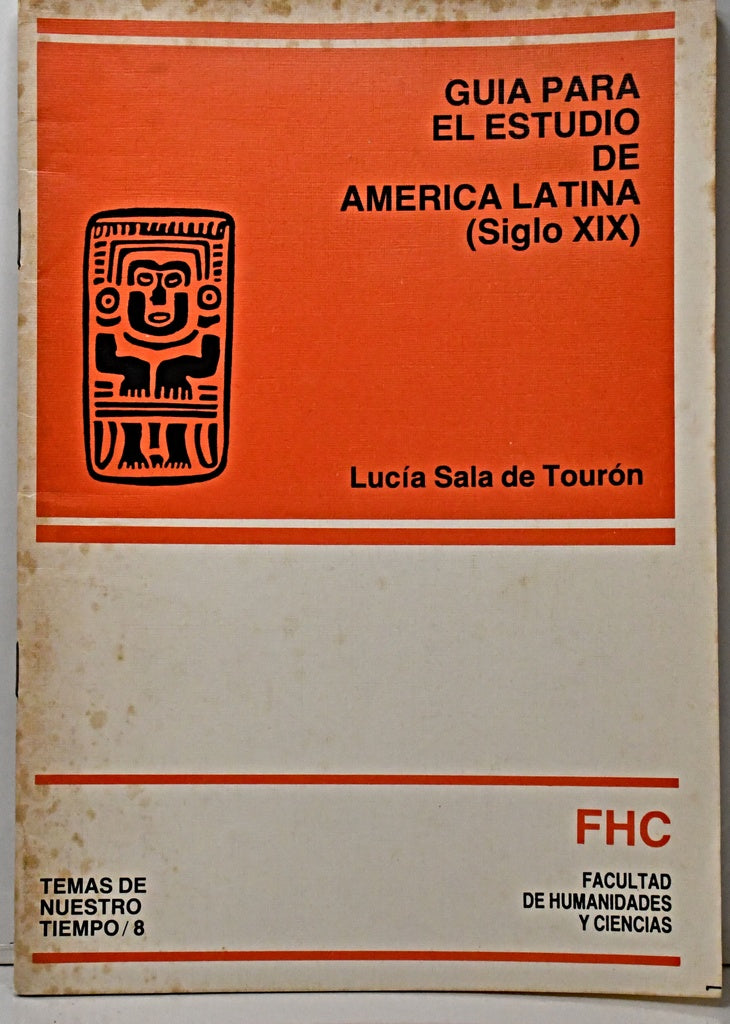 GUIA PARA
EL ESTUDIO
DE
AMERICA LATINA
(Siglo XIX)
Lucía Sala de Tourón
FHC
TEMAS DE
NUESTRO
TIEMPO/8
FACULTAD
DE HUMANIDADES
Y CIENCIAS